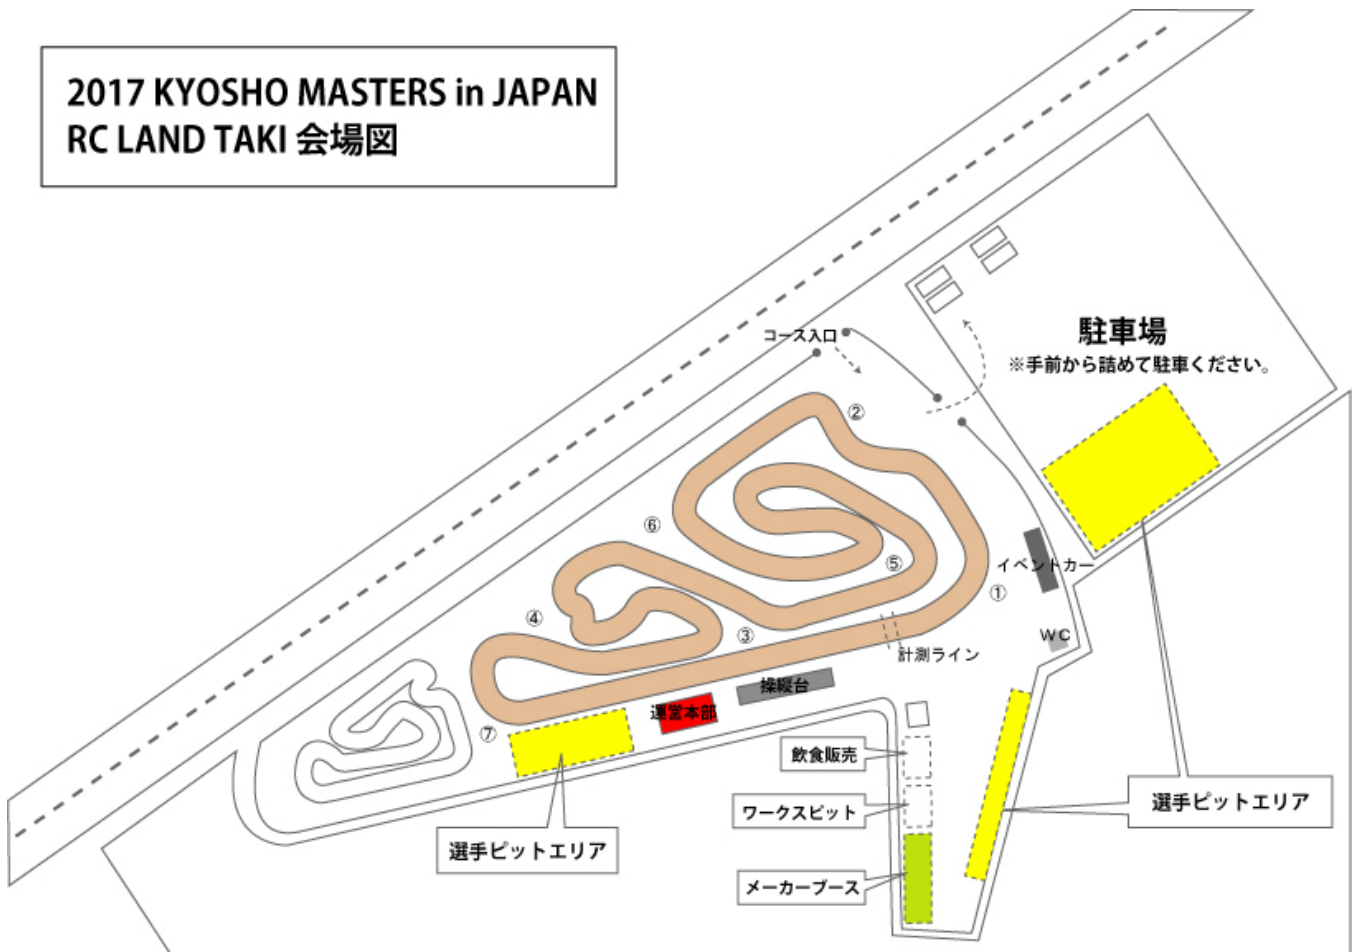 2017 KYOSHO MASTERS in JAPAN
RC LAND TAKI 会場図
コース入口
駐車場
※手前から詰めて駐車ください。
②
⑥
⑤
イベントカー
①
④
③
WC
計測ライン
操縦台
運営本部
⑦
飲食販売
選手ピットエリア
ワークスピット
選手ピットエリア
メーカーブース